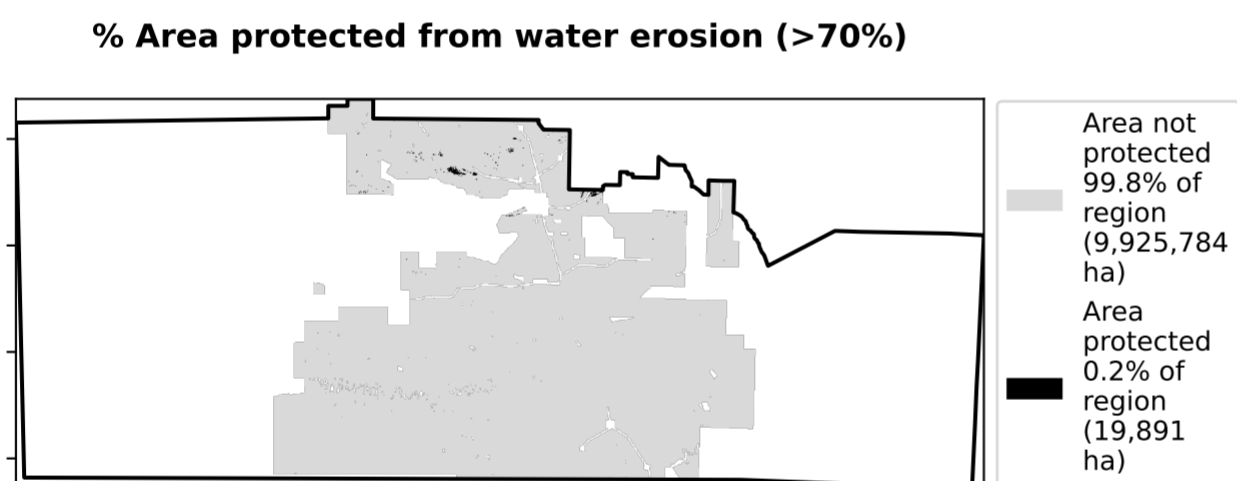 % Area protected from water erosion (>70%)
Area not
protected
99.8% of
region
(9,925,784
ha)
Area
protected
0.2% of
region
(19,891
ha)